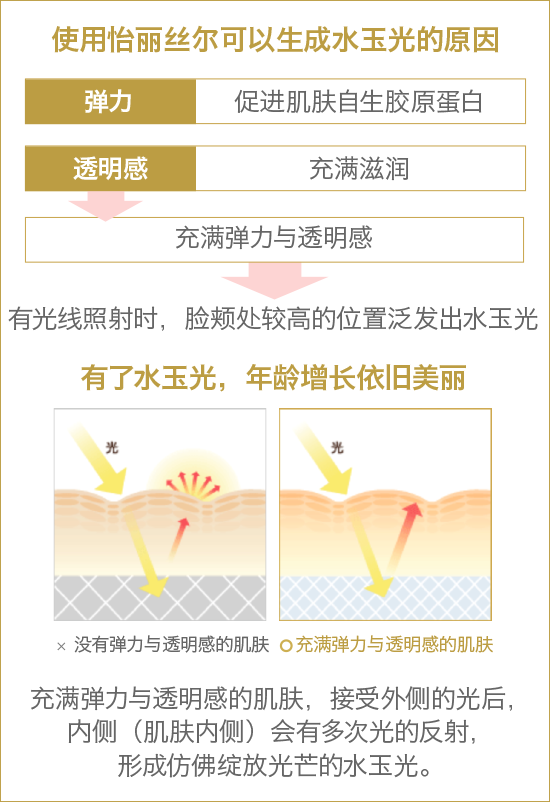 使用怡丽丝尔可以生成水玉光的原因
弹力 促进肌肤自生胶原蛋白
透明感 充满滋润
充满弹力与透明感
有光线照射时，脸颊处较高的位置泛发出水玉光
有了水玉光，年龄增长依旧美丽
光 光
× 没有弹力与透明感的肌肤 ○充满弹力与透明感的肌肤
充满弹力与透明感的肌肤，接受外侧的光后，
内侧（肌肤内侧）会有多次光的反射，
形成仿佛绽放光芒的水玉光。